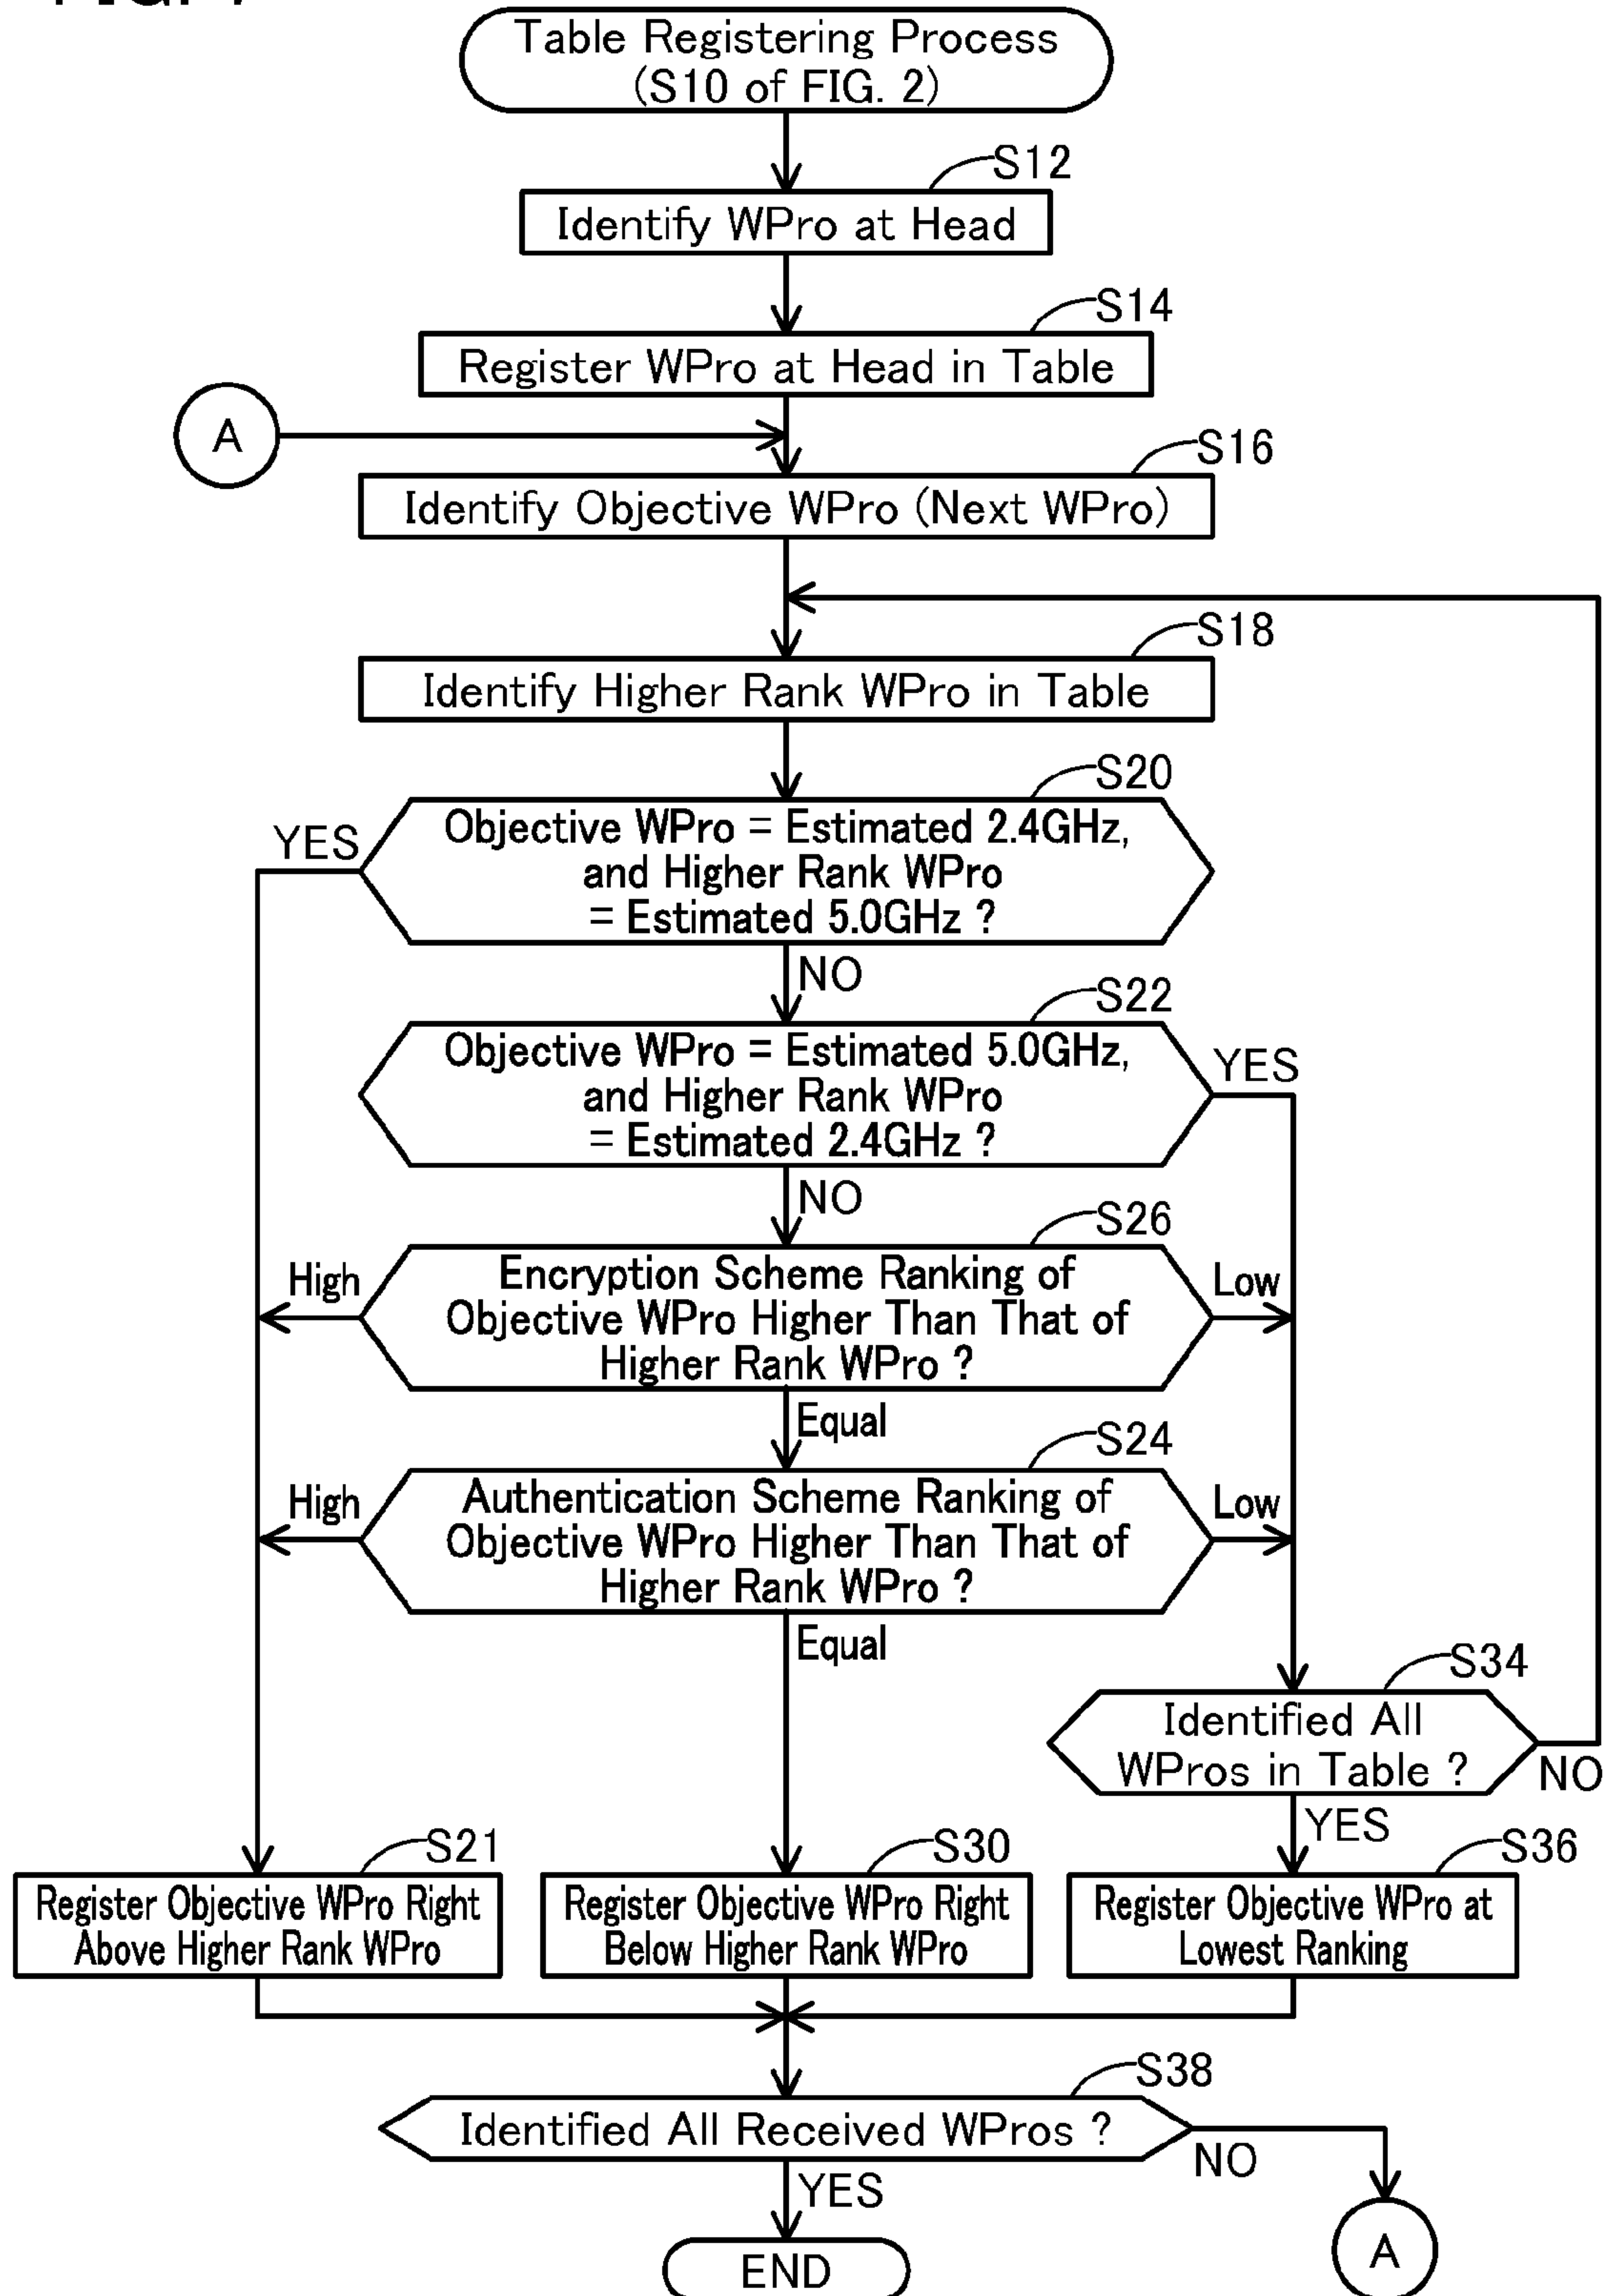 Table Registering Process
(S10 of FIG. 2)
S12
Identify WPro at Head
S14
Register WPro at Head in Table
A
S16
Identify Objective WPro (Next WPro)
S18
Identify Higher Rank WPro in Table
S20
YES
Objective WPro = Estimated 2.4GHz,
and Higher Rank WPro
= Estimated 5.0GHz ?
NO
S22
Objective WPro = Estimated 5.0GHz,
and Higher Rank WPro
= Estimated 2.4GHz ?
YES
NO
S26
High
Encryption Scheme Ranking of
Objective WPro Higher Than That of
Higher Rank WPro ?
Low
Equal
S24
High
Authentication Scheme Ranking of
Objective WPro Higher Than That of
Higher Rank WPro ?
Low
Equal
S34
Identified All
WPros in Table ?
NO
YES
S21
Register Objective WPro Right
Above Higher Rank WPro
S30
Register Objective WPro Right
Below Higher Rank WPro
S36
Register Objective WPro at
Lowest Ranking
S38
Identified All Received WPros ?
NO
YES
END
A